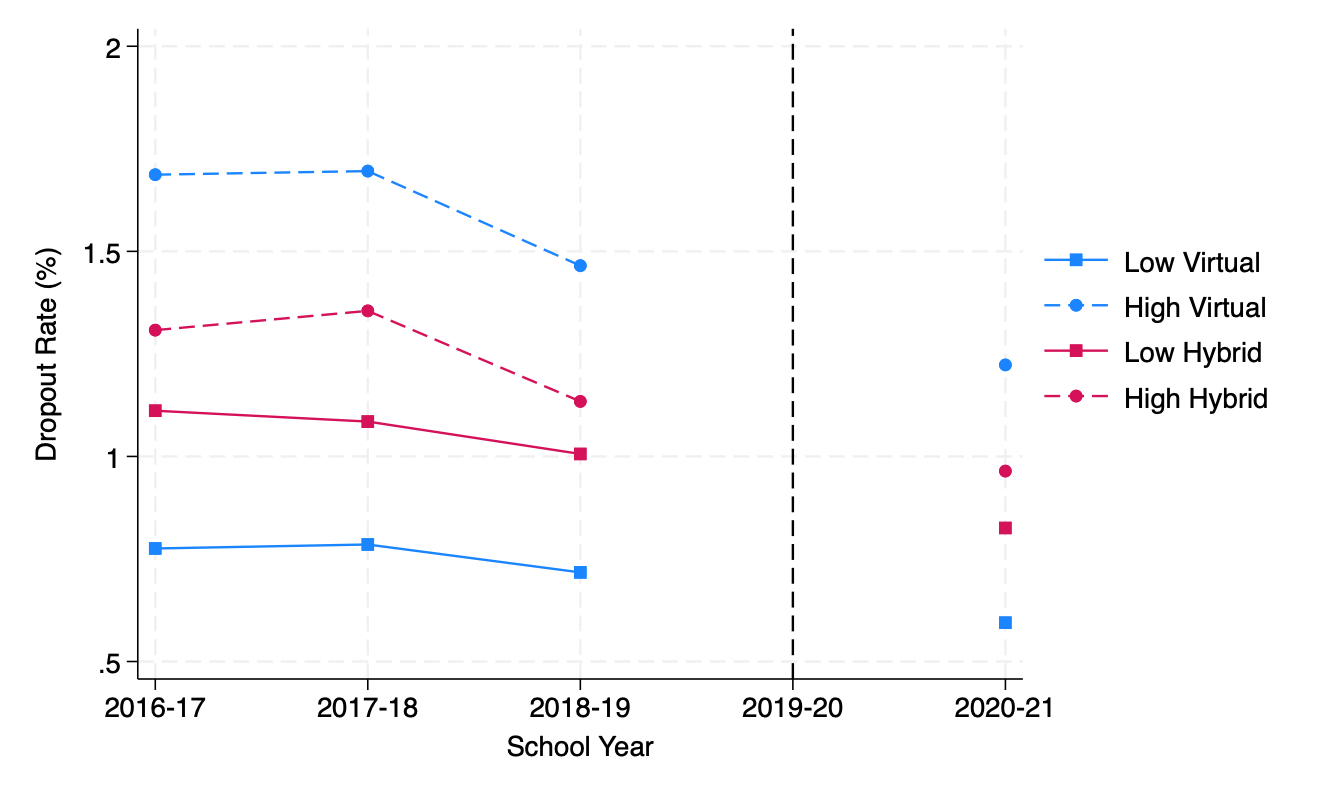 2
1.5
1
.5
Dropout Rate (%)
2016-17
2017-18
2018-19
2019-20
2020-21
School Year
Low Virtual
High Virtual
Low Hybrid
High Hybrid